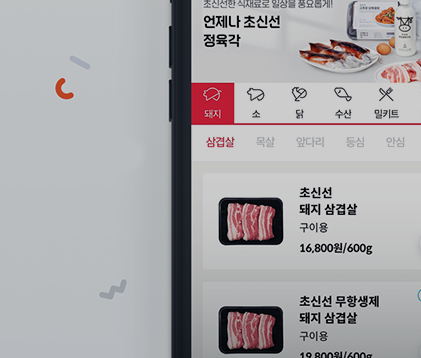 초신선한 식재료로 일상을 풍요롭게!
언제나 초신선
정육각
돼지
소
닭
수산
밀키트
삼겹살
목살
앞다리
등심
안심
초신선
돼지 삼겹살
구이용
16,800원/600g
초신선 무항생제
돼지 삼겹살
구이용
19,800원/600g